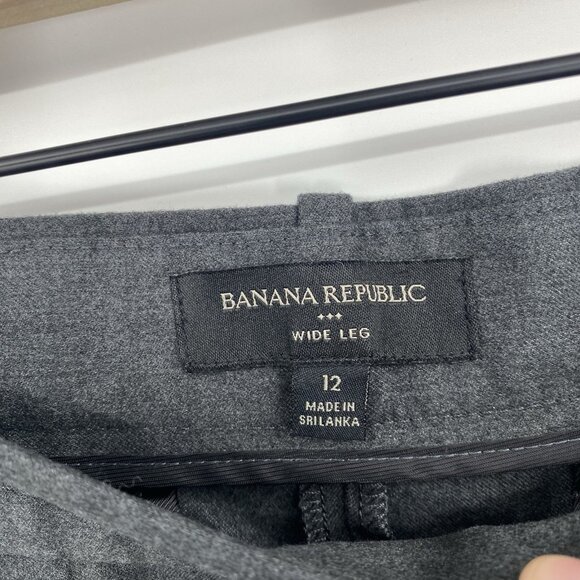 BANANA REPUBLIC
WIDE LEG
12
MADE IN
SRI LANKA